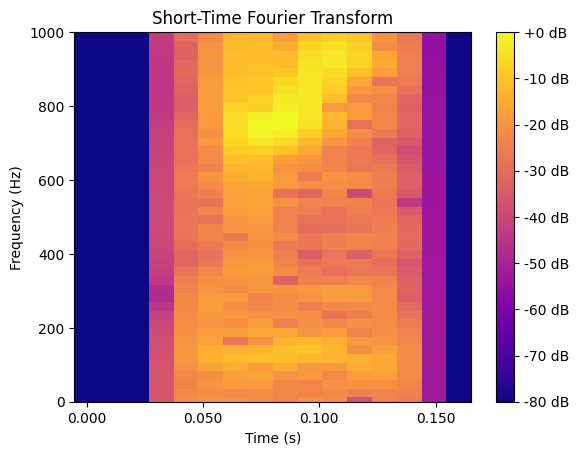 Short-Time Fourier Transform
1000
800
600
400
200
0
Frequency (Hz)
0.000
0.050
0.100
0.150
Time (s)
+0 dB
-10 dB
-20 dB
-30 dB
-40 dB
-50 dB
-60 dB
-70 dB
-80 dB